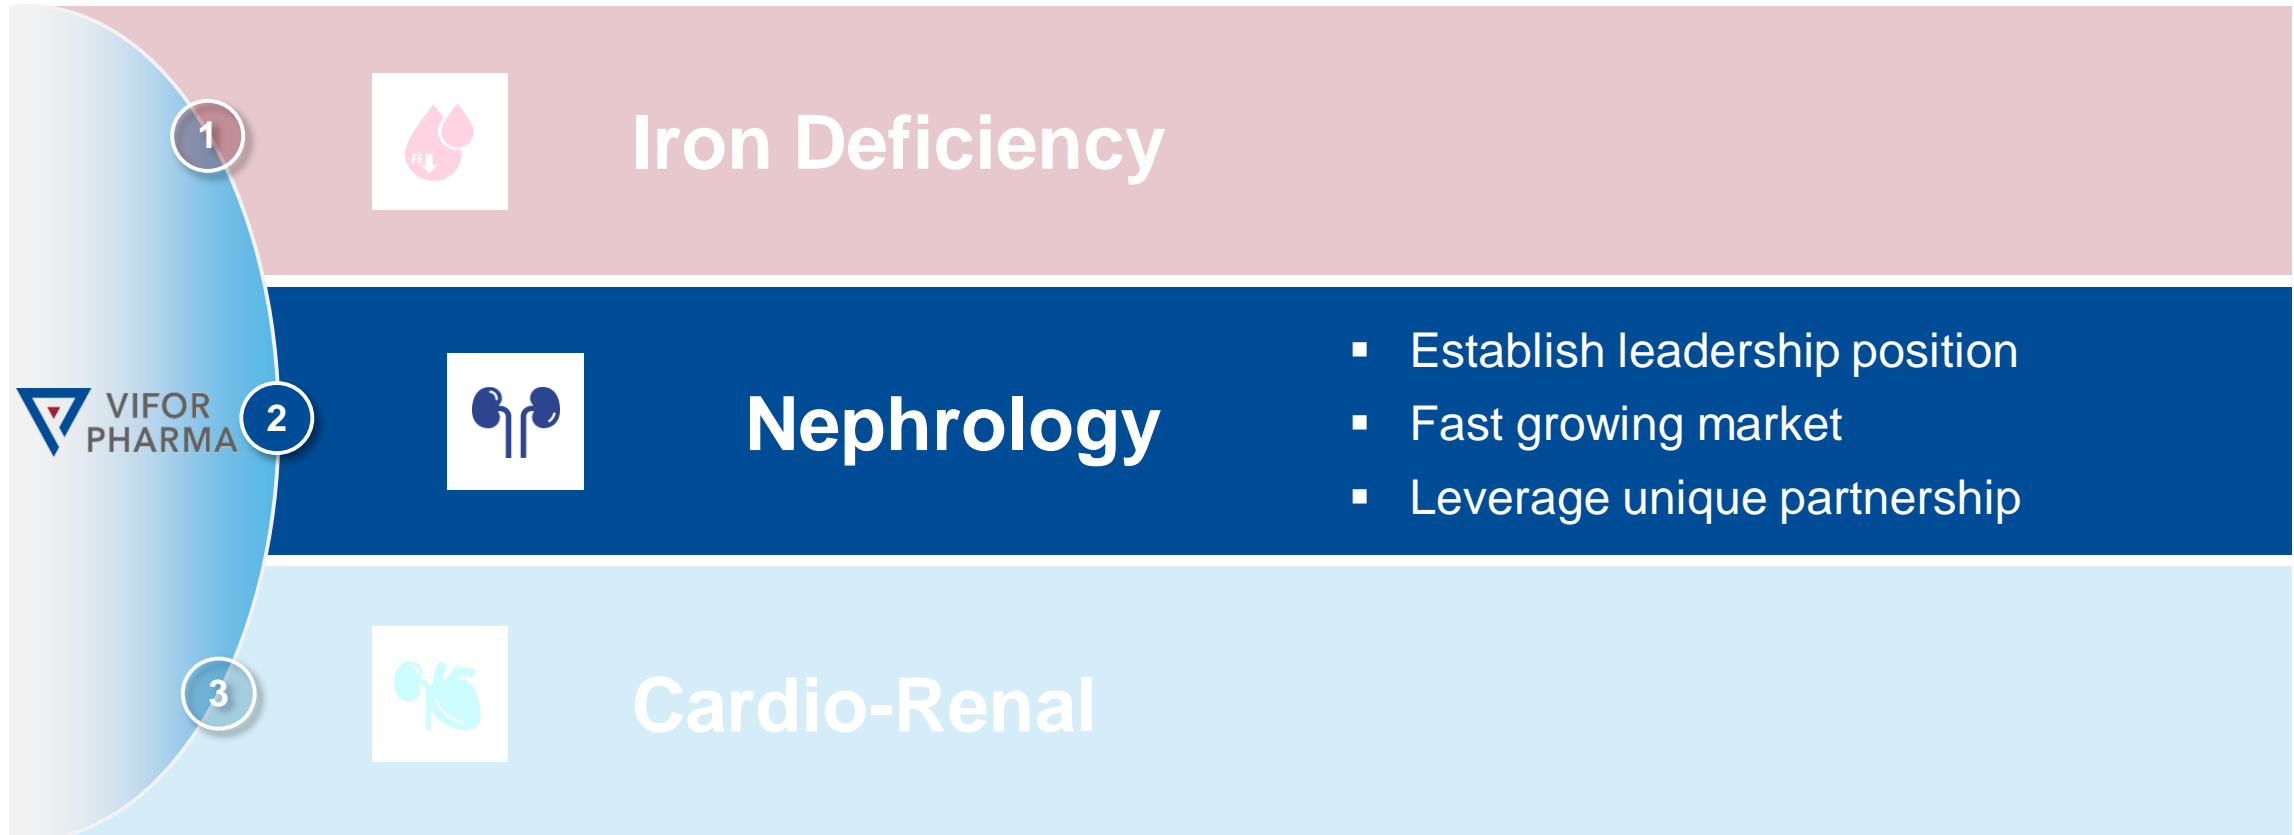 1
FE
Iron Deficiency
VIFOR
PHARMA
2
Nephrology
▪ Establish leadership position
▪ Fast growing market
▪ Leverage unique partnership
3
Cardio-Renal